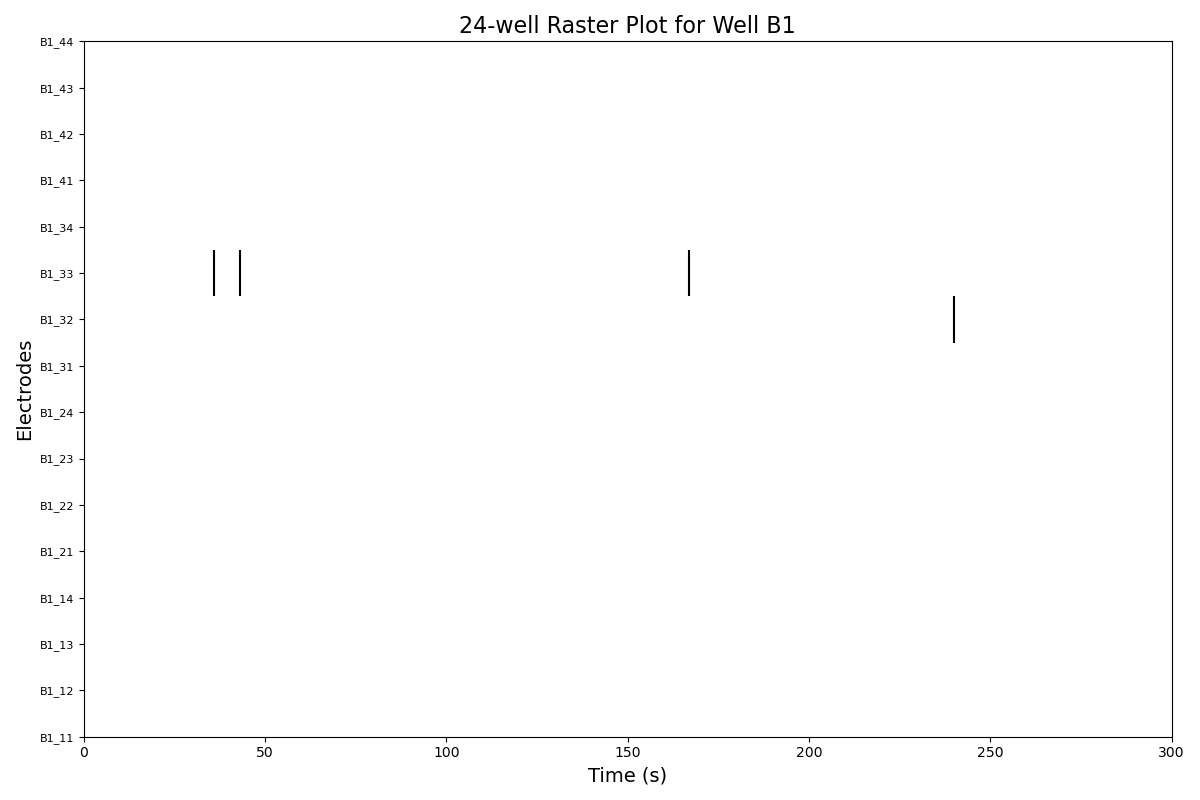 24-well Raster Plot for Well B1
Electrodes
B1_44
B1_43
B1_42
B1_41
B1_34
B1_33
B1_32
B1_31
B1_24
B1_23
B1_22
B1_21
B1_14
B1_13
B1_12
B1_11
0 50 100 150 200 250 300
Time (s)